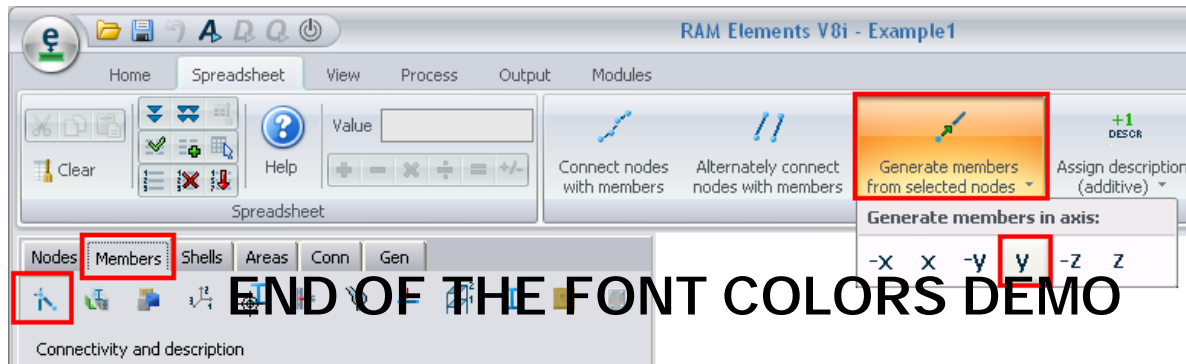 RAM Elements V8i - Example1
Home Spreadsheet View Process Output Modules
Value
Clear
Help
Connect nodes
with members
Alternately connect
nodes with members
Generate members
from selected nodes
+1
DESCR
Assign description
(additive)
Spreadsheet
Generate members in axis:
-x x -y y -z z
Nodes Members Shells Areas Conn Gen
END OF THE FONT COLORS DEMO
Connectivity and description